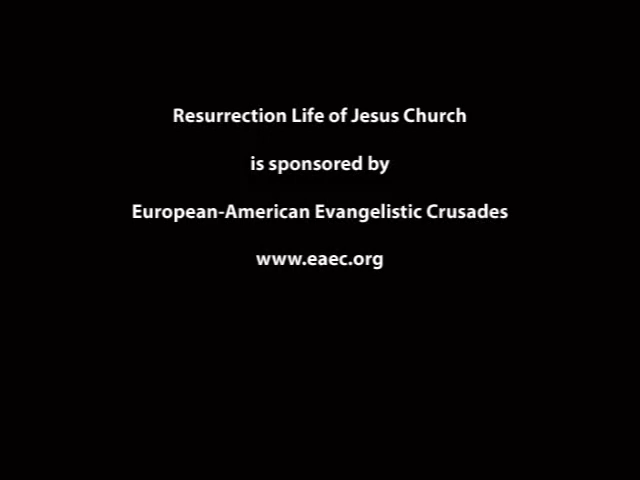 Resurrection Life of Jesus Church
is sponsored by
European-American Evangelistic Crusades
www.eaec.org